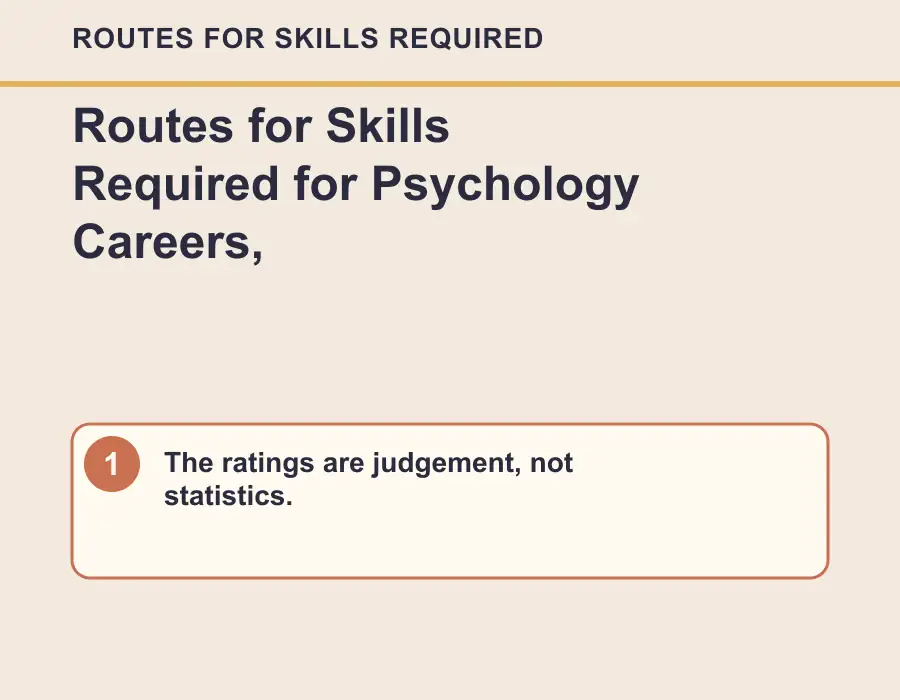 ROUTES FOR SKILLS REQUIRED
Routes for Skills
Required for Psychology
Careers,
1
The ratings are judgement, not
statistics.